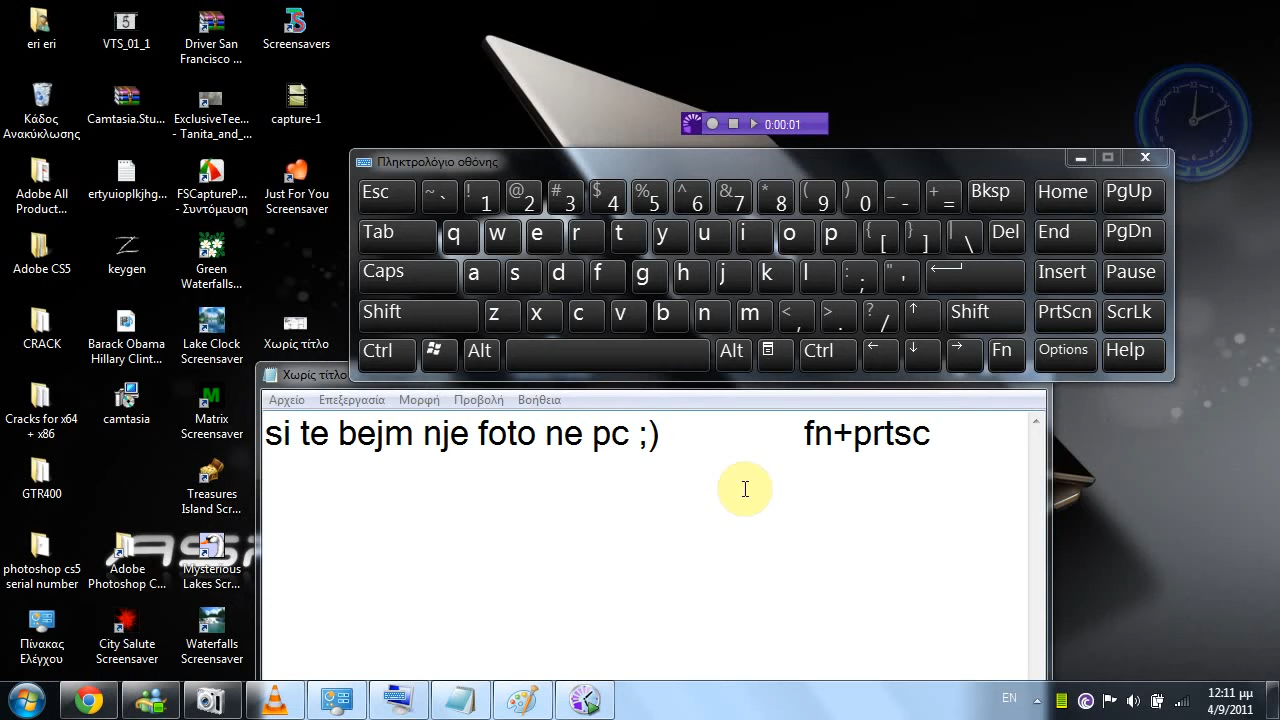 eri eri
VTS_01_1
Driver San
Francisco ...
Screensavers
Κάδος
Ανακύκλωσης
Camtasia.Stu...
ExclusiveTee...
- Tanita_and_...
capture-1
Adobe All
Product...
ertyuioplkjhg...
FSCaptureP...
- Συντόμευση
Just For You
Screensaver
Adobe CS5
keygen
Green
Waterfalls...
CRACK
Barack Obama
Hillary Clint...
Lake Clock
Screensaver
Χωρίς τίτλο
Cracks for x64
+ x86
camtasia
Matrix
Screensaver
GTR400
Treasures
Island Scr...
photoshop cs5
serial number
Adobe
Photoshop C...
Mysterious
Lakes Scr...
Πίνακας
Ελέγχου
City Salute
Screensaver
Waterfalls
Screensaver
0:00:01
Πληκτρολόγιο οθόνης
Esc ~ ` ! 1 @ 2 # 3 $ 4 % 5 ^ 6 & 7 * 8 ( 9 ) 0 _ - + = Bksp Home PgUp
Tab q w e r t y u i o p { [ } ] | \ Del End PgDn
Caps a s d f g h j k l : ; " ' Insert Pause
Shift z x c v b n m < , > . ? / ↑ Shift PrtScn ScrLk
Ctrl Alt Alt Ctrl ← ↓ → Fn Options Help
Χωρίς τίτλο
Αρχείο Επεξεργασία Μορφή Προβολή Βοήθεια
si te bejm nje foto ne pc ;) fn+prtsc
EN
12:11 μμ
4/9/2011